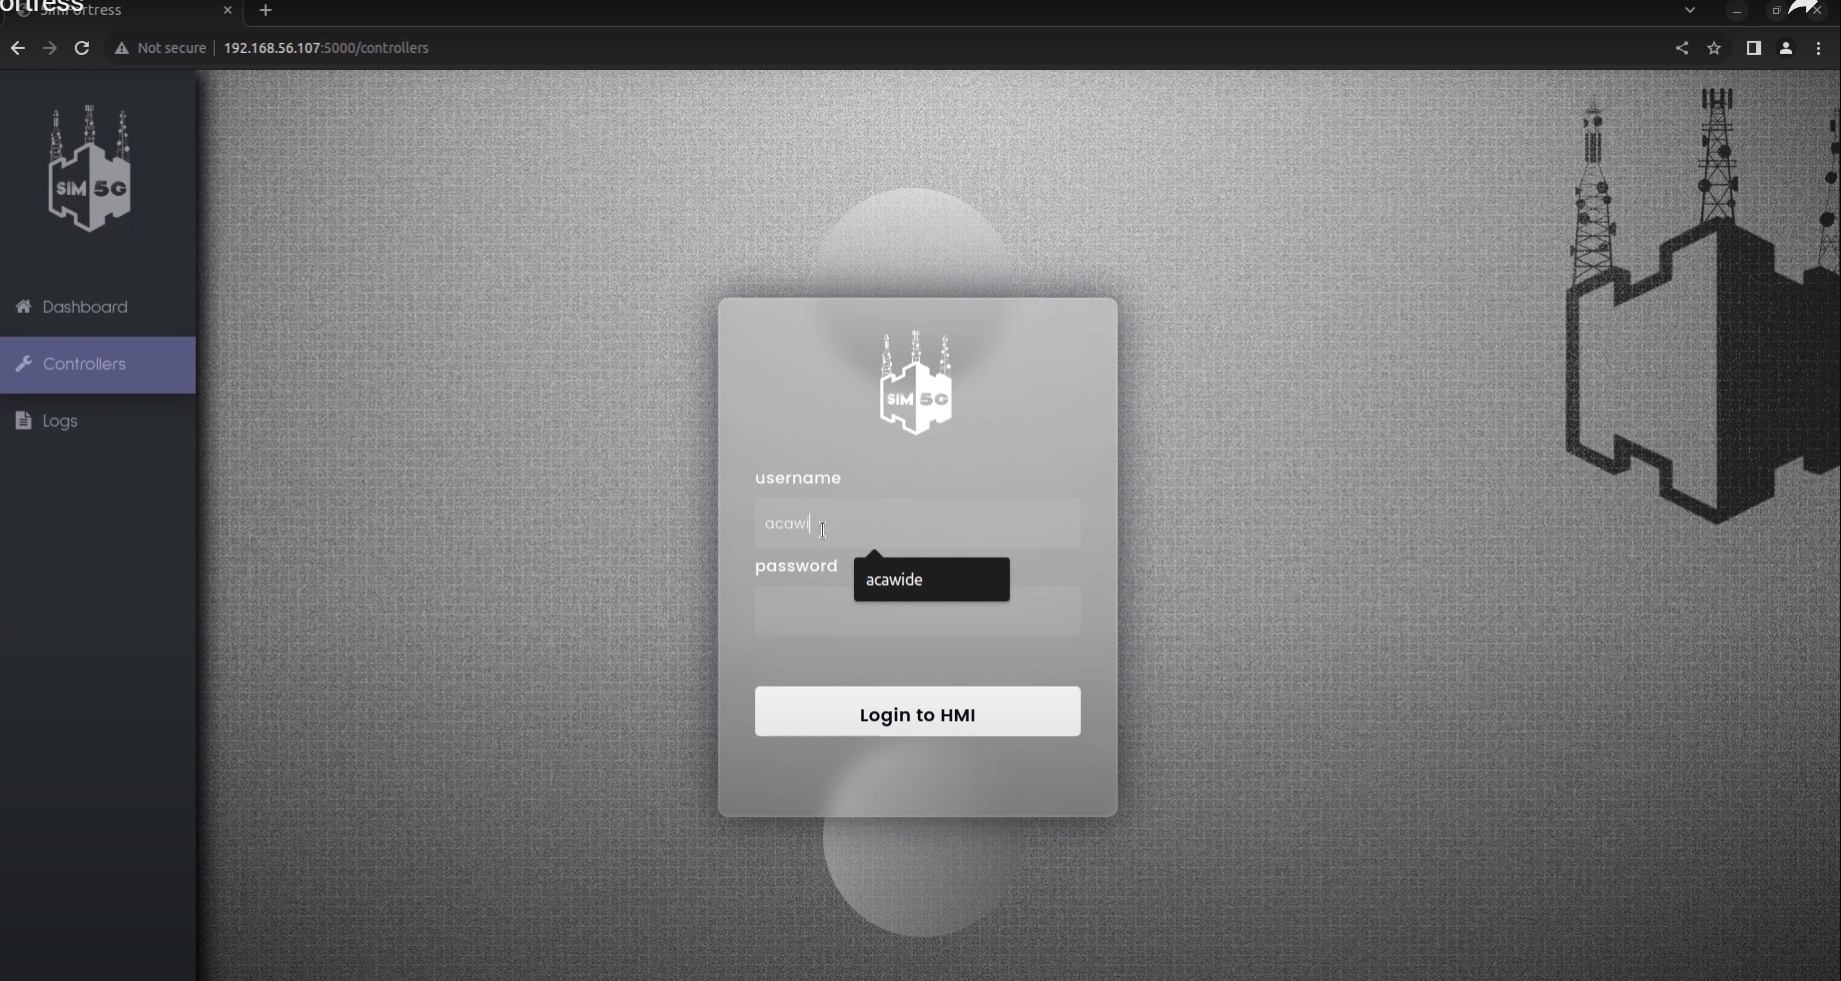 ortress
SimFortress
Not secure
192.168.56.107:5000/controllers
SIM 5G
Dashboard
Controllers
Logs
SIM 5G
username
acawi
password
acawide
Login to HMI